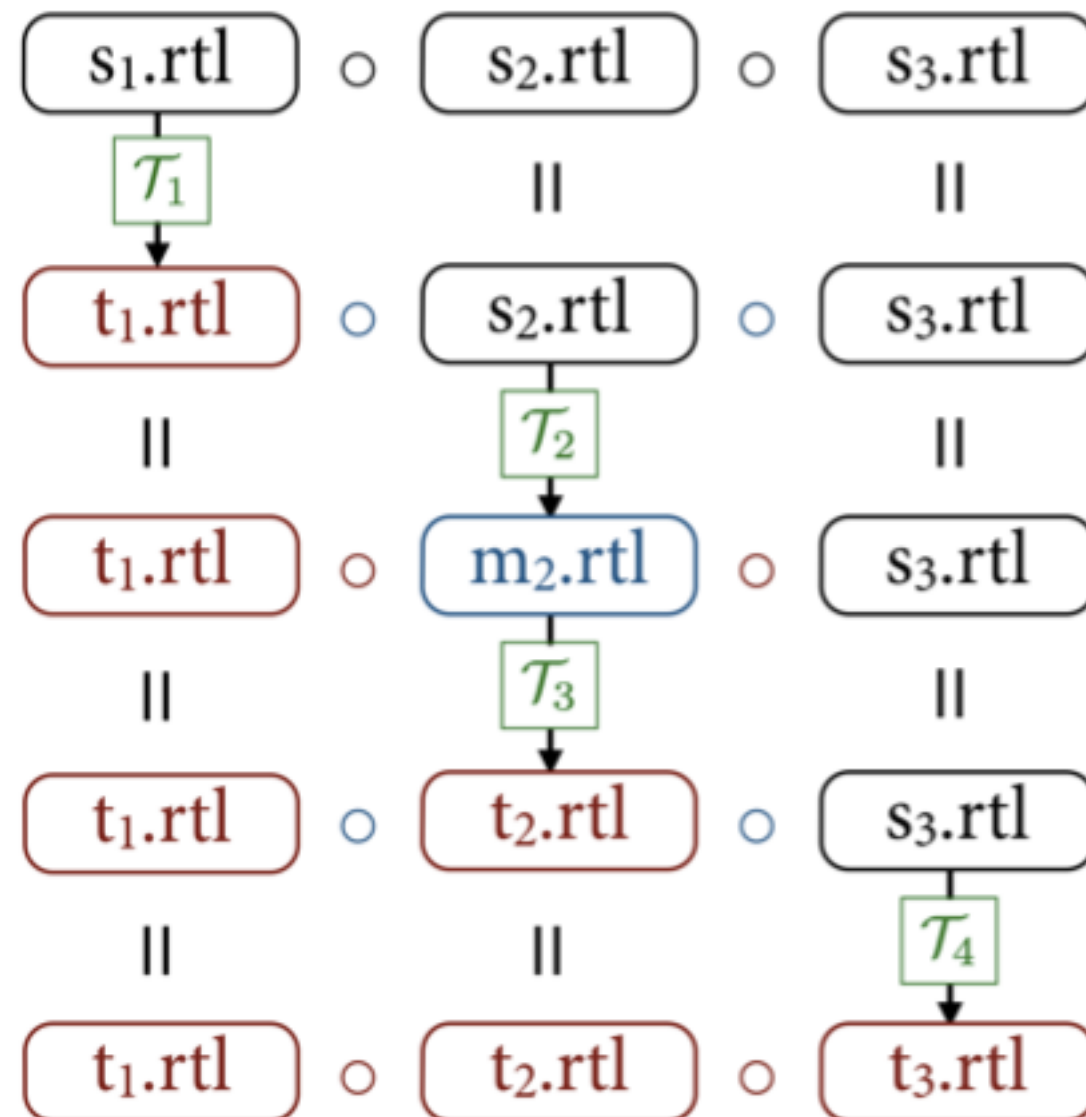 s₁.rtl ○ s₂.rtl ○ s₃.rtl
𝒯₁ || ||
t₁.rtl ○ s₂.rtl ○ s₃.rtl
|| 𝒯₂ ||
t₁.rtl ○ m₂.rtl ○ s₃.rtl
|| 𝒯₃ ||
t₁.rtl ○ t₂.rtl ○ s₃.rtl
|| || 𝒯₄
t₁.rtl ○ t₂.rtl ○ t₃.rtl